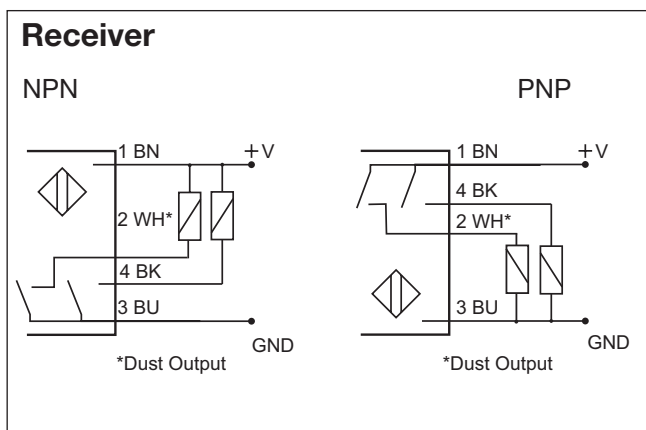 Receiver
NPN
1 BN
+V
2 WH*
4 BK
3 BU
GND
*Dust Output
PNP
1 BN
+V
4 BK
2 WH*
3 BU
GND
*Dust Output